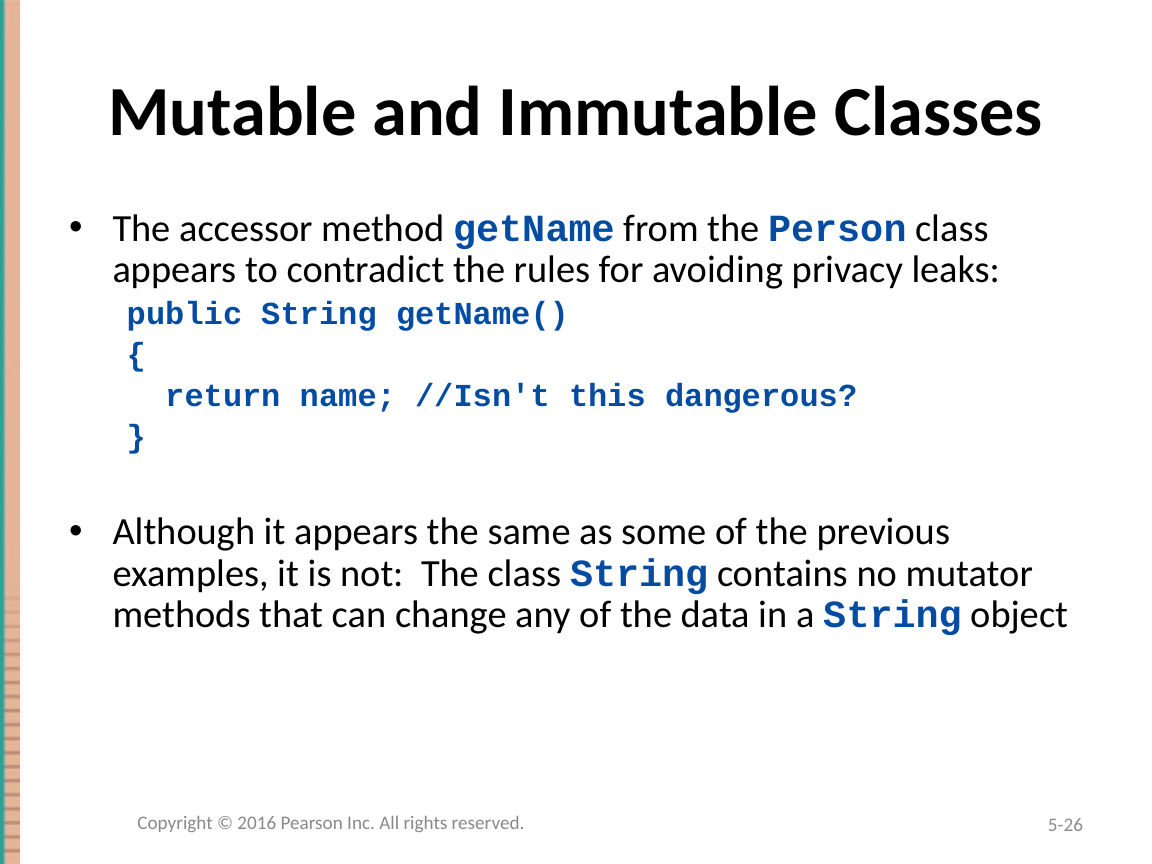 Mutable and Immutable Classes
• The accessor method getName from the Person class
appears to contradict the rules for avoiding privacy leaks:
public String getName()
{
  return name; //Isn't this dangerous?
}
• Although it appears the same as some of the previous
examples, it is not:  The class String contains no mutator
methods that can change any of the data in a String object
Copyright © 2016 Pearson Inc. All rights reserved.
5-26